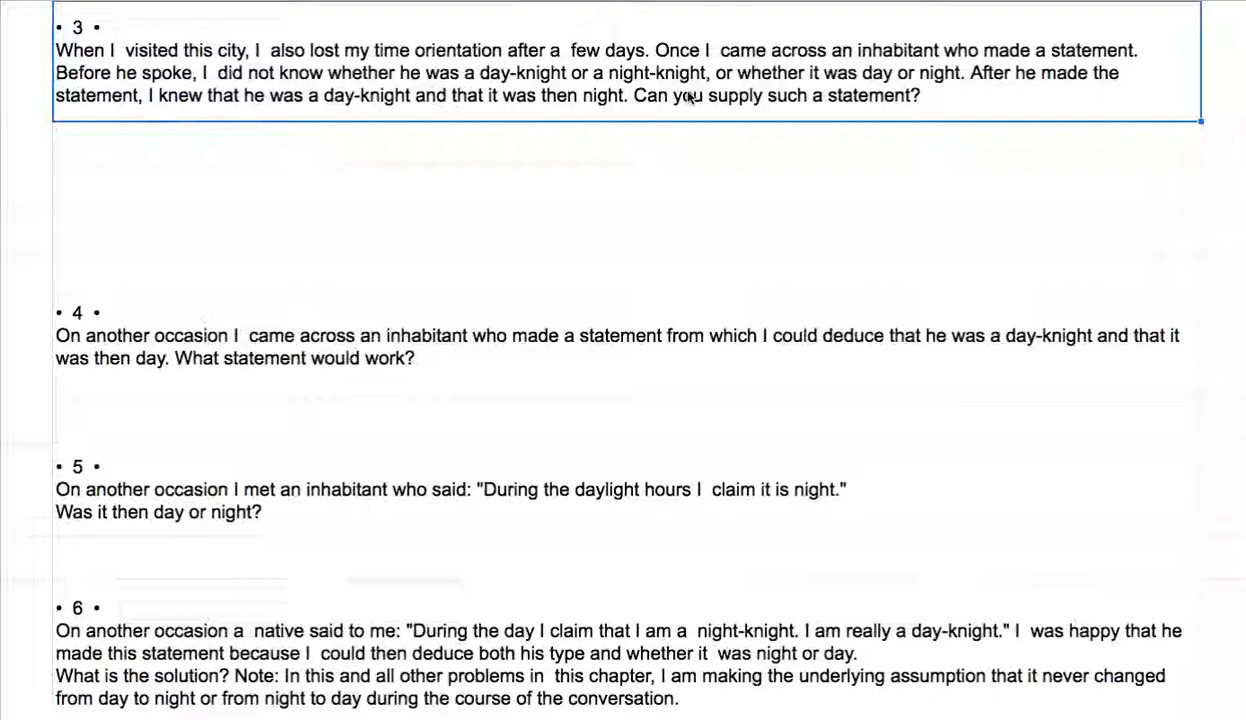 • 3 •
When I visited this city, I also lost my time orientation after a few days. Once I came across an inhabitant who made a statement.
Before he spoke, I did not know whether he was a day-knight or a night-knight, or whether it was day or night. After he made the
statement, I knew that he was a day-knight and that it was then night. Can you supply such a statement?
• 4 •
On another occasion I came across an inhabitant who made a statement from which I could deduce that he was a day-knight and that it
was then day. What statement would work?
• 5 •
On another occasion I met an inhabitant who said: "During the daylight hours I claim it is night."
Was it then day or night?
• 6 •
On another occasion a native said to me: "During the day I claim that I am a night-knight. I am really a day-knight." I was happy that he
made this statement because I could then deduce both his type and whether it was night or day.
What is the solution? Note: In this and all other problems in this chapter, I am making the underlying assumption that it never changed
from day to night or from night to day during the course of the conversation.